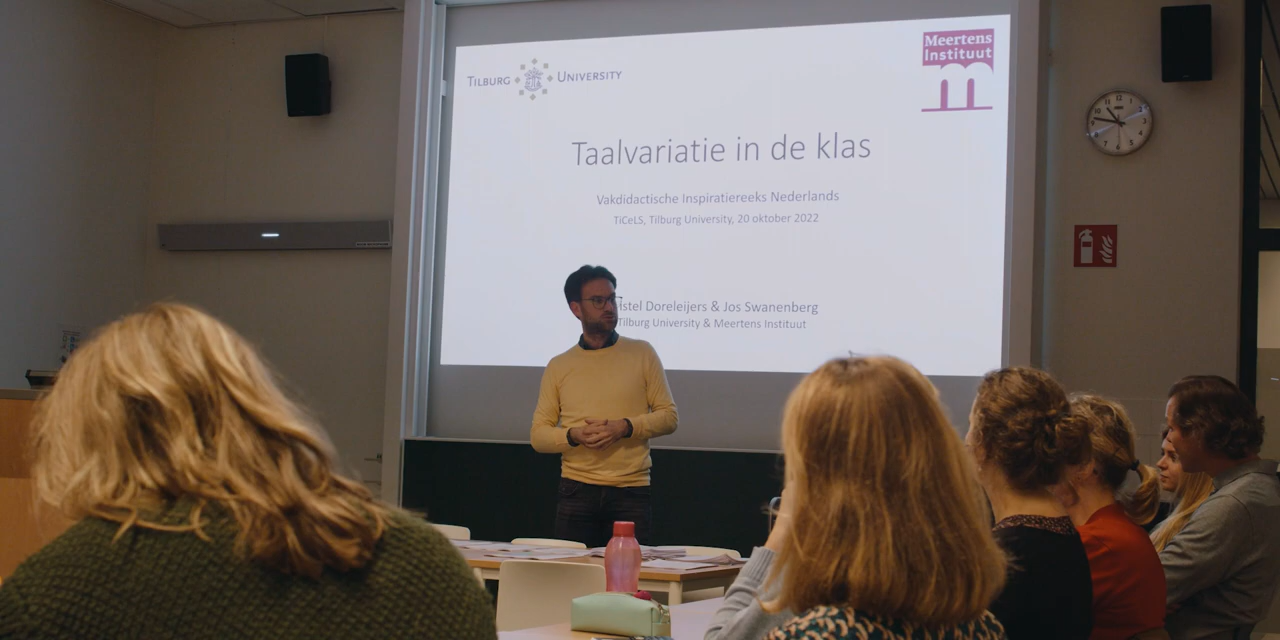 TILBURG UNIVERSITY
Meertens
Instituut
Taalvariatie in de klas
Vakdidactische Inspiratiereeks Nederlands
TiCeLS, Tilburg University, 20 oktober 2022
Doreleijers & Jos Swanenberg
Tilburg University & Meertens Instituut